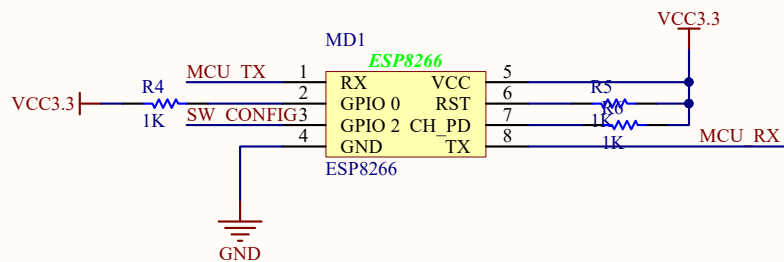 VCC3.3
MD1
ESP8266
MCU_TX 1 RX VCC 5
R4 R5
VCC3.3 2 GPIO 0 RST 6 R6
1K SW_CONFIG 3 GPIO 2 CH_PD 7 1K
4 GND TX 8 1K MCU_RX
ESP8266
GND